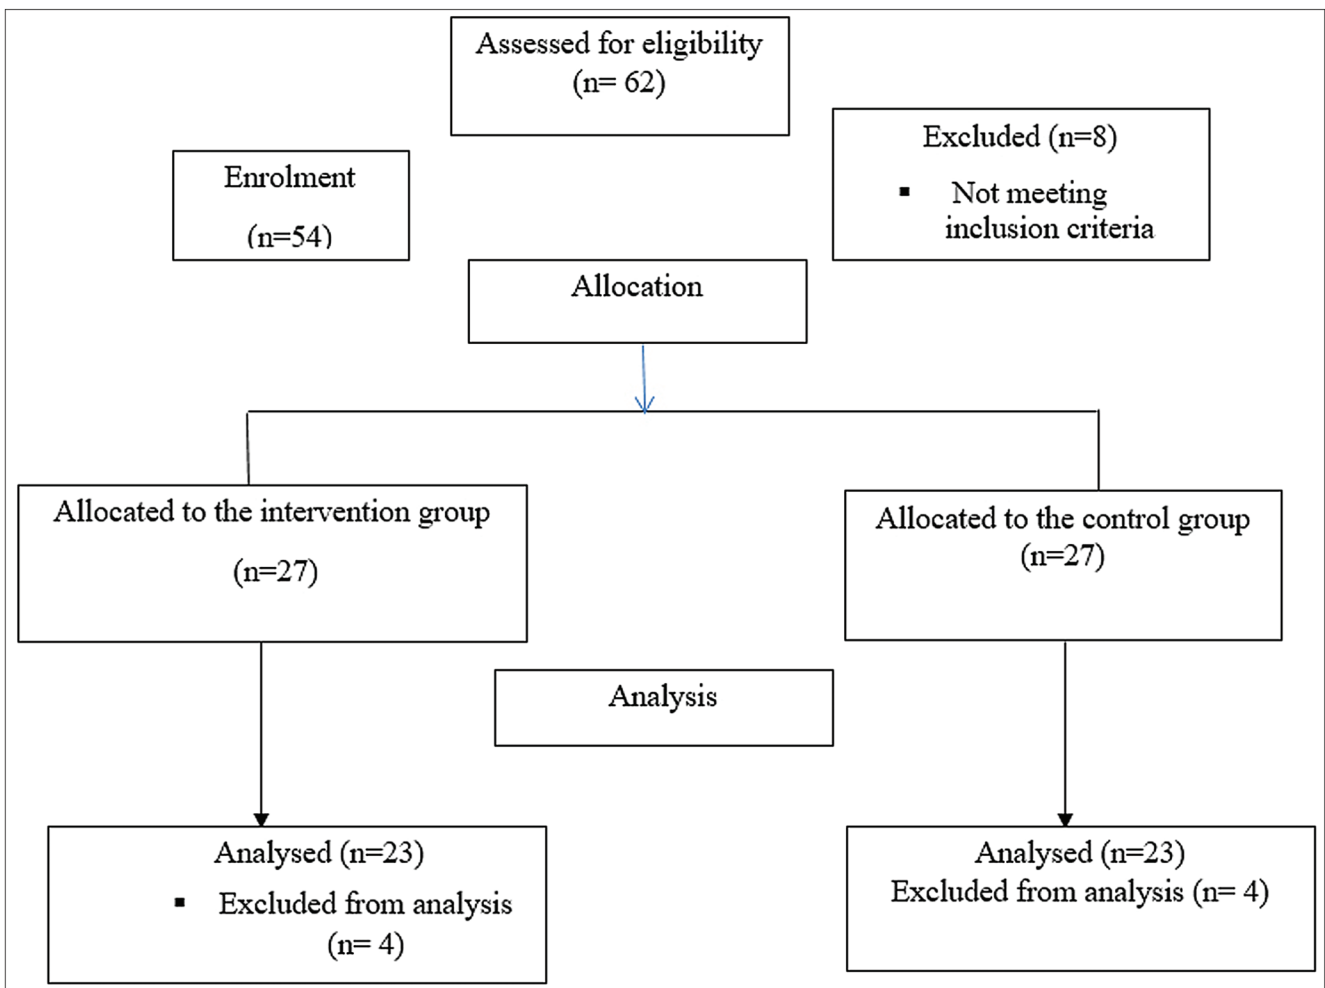 Assessed for eligibility
(n= 62)
Excluded (n=8)
▪ Not meeting
inclusion criteria
Enrolment
(n=54)
Allocation
Allocated to the intervention group
(n=27)
Allocated to the control group
(n=27)
Analysis
Analysed (n=23)
▪ Excluded from analysis
(n= 4)
Analysed (n=23)
Excluded from analysis (n= 4)